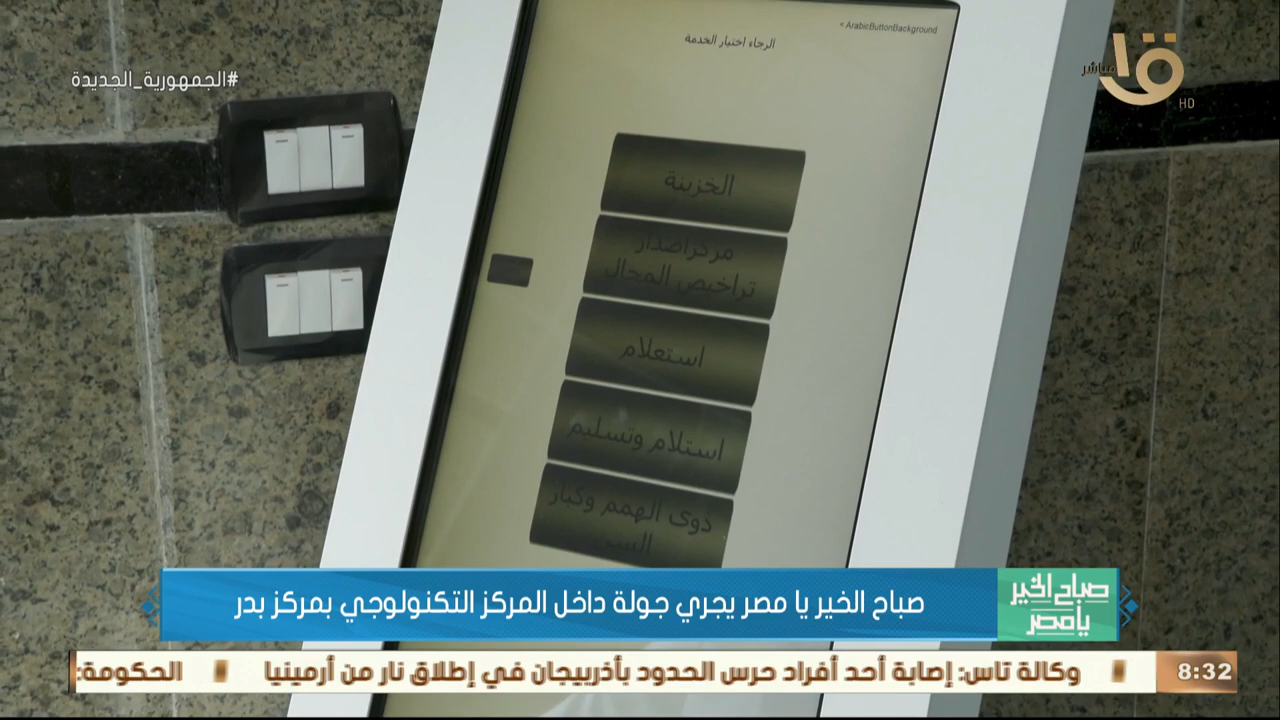 < ArabicButtonBackground
الرجاء اختيار الخدمة
#الجمهورية_الجديدة
مباشر
HD
الخزينة
مركز اصدار
تراخيص المحال
استعلام
استلام وتسليم
ذوى الهمم وكبار
السن
صباح الخير يا مصر
صباح الخير يا مصر يجري جولة داخل المركز التكنولوجي بمركز بدر
8:32
وكالة تاس: إصابة أحد أفراد حرس الحدود بأذربيجان في إطلاق نار من أرمينيا
الحكومة: